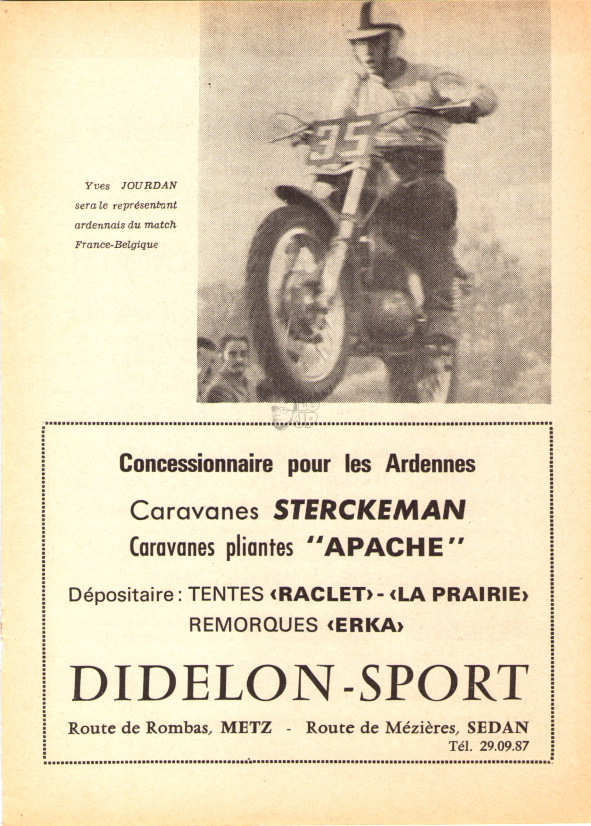 Yves JOURDAN
sera le représentant
ardennais du match
France-Belgique
35
Concessionnaire pour les Ardennes
Caravanes STERCKEMAN
Caravanes pliantes "APACHE"
Dépositaire : TENTES ‹RACLET› - ‹LA PRAIRIE›
REMORQUES ‹ERKA›
DIDELON-SPORT
Route de Rombas, METZ - Route de Mézières, SEDAN
Tél. 29.09.87